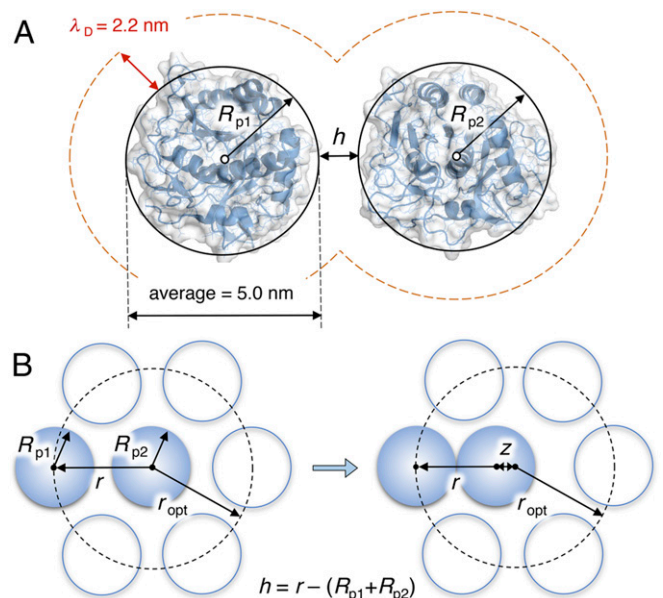 A
λD = 2.2 nm
Rp1
h
Rp2
average = 5.0 nm
B
Rp1
Rp2
r
ropt
z
r
ropt
h = r − (Rp1+Rp2)